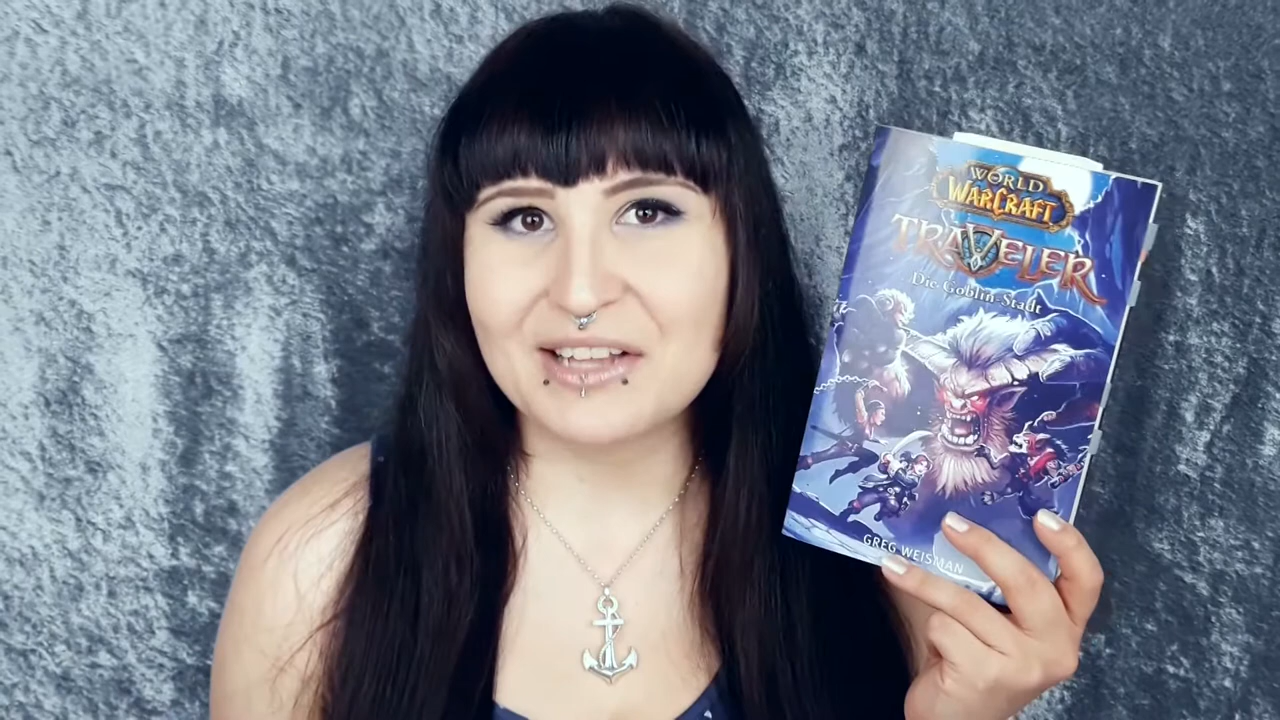 WORLD
WARCRAFT
TRAVELER
Die Goblin-Stadt
GREG WEISMAN